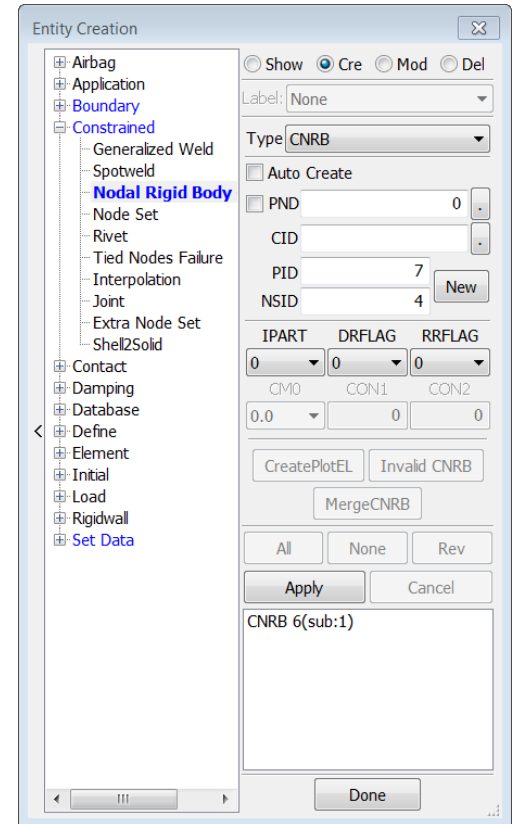 Entity Creation
Airbag
Application
Boundary
Constrained
Generalized Weld
Spotweld
Nodal Rigid Body
Node Set
Rivet
Tied Nodes Failure
Interpolation
Joint
Extra Node Set
Shell2Solid
Contact
Damping
Database
Define
Element
Initial
Load
Rigidwall
Set Data
Show Cre Mod Del
Label: None
Type CNRB
Auto Create
PND 0 .
CID .
PID 7
New
NSID 4
IPART DRFLAG RRFLAG
0 0 0
CMO CON1 CON2
0.0 0 0
CreatePlotEL Invalid CNRB
MergeCNRB
All None Rev
Apply Cancel
CNRB 6(sub:1)
Done